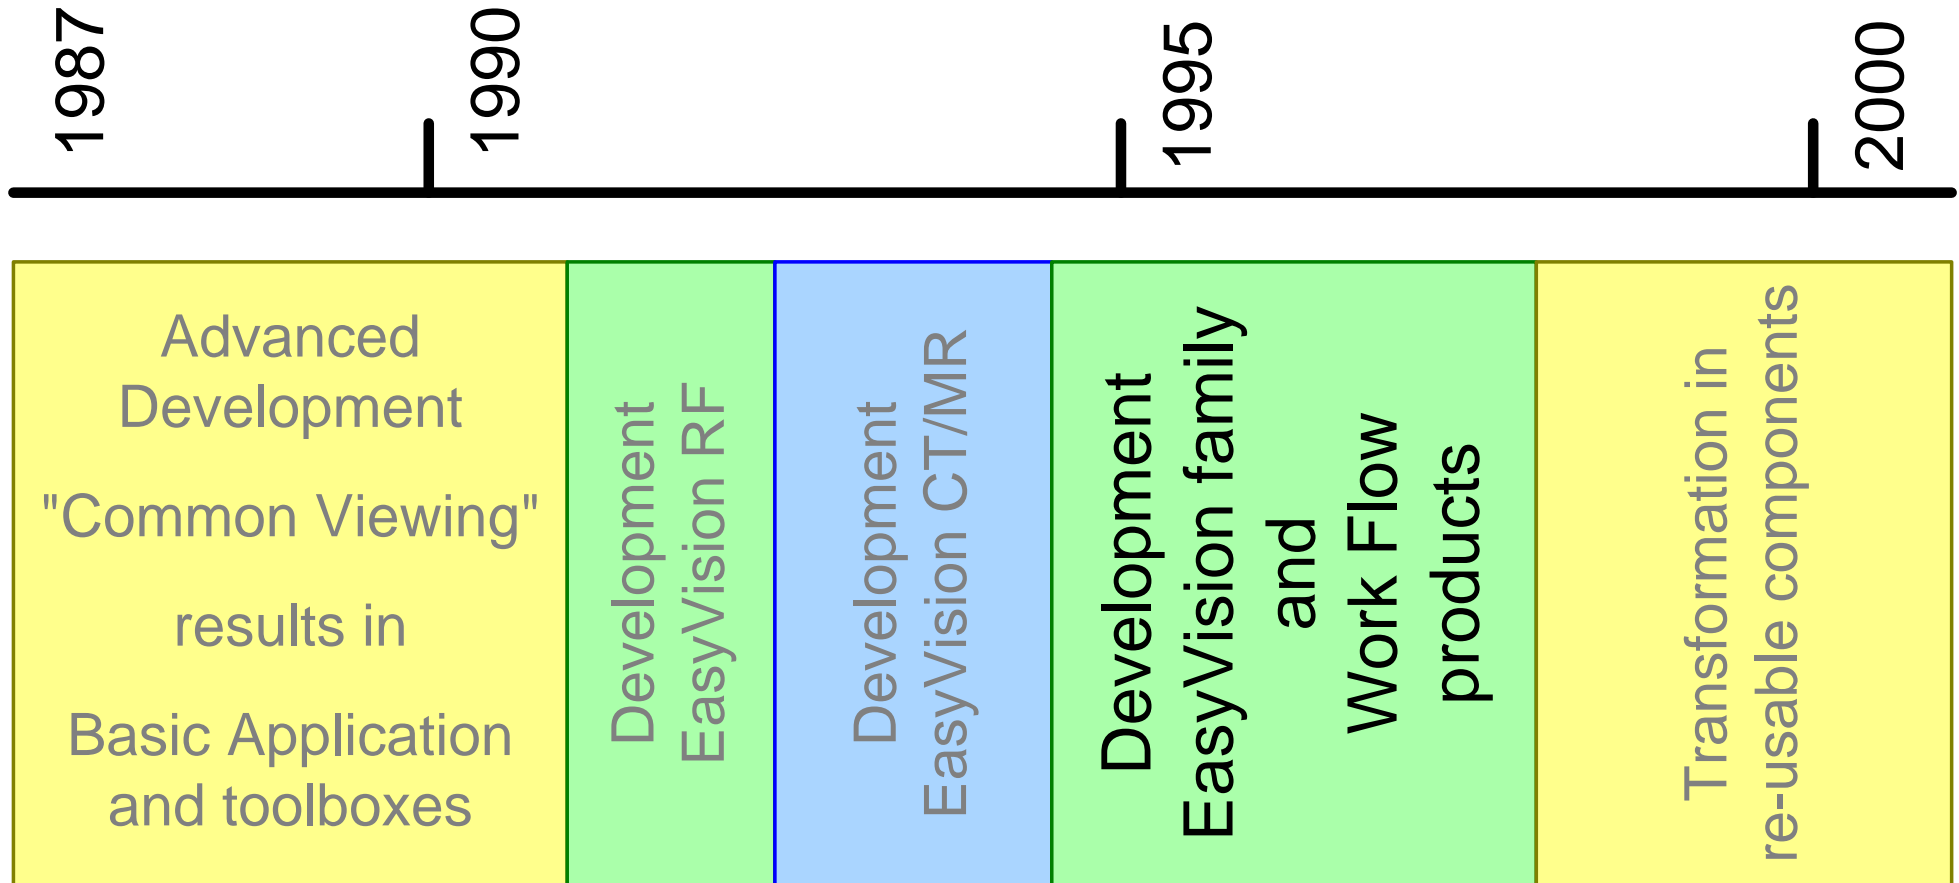 1987
1990
1995
2000
Advanced
Development
"Common Viewing"
results in
Basic Application
and toolboxes
Development
EasyVision RF
Development
EasyVision CT/MR
Development
EasyVision family
and
Work Flow
products
Transformation in
re-usable components